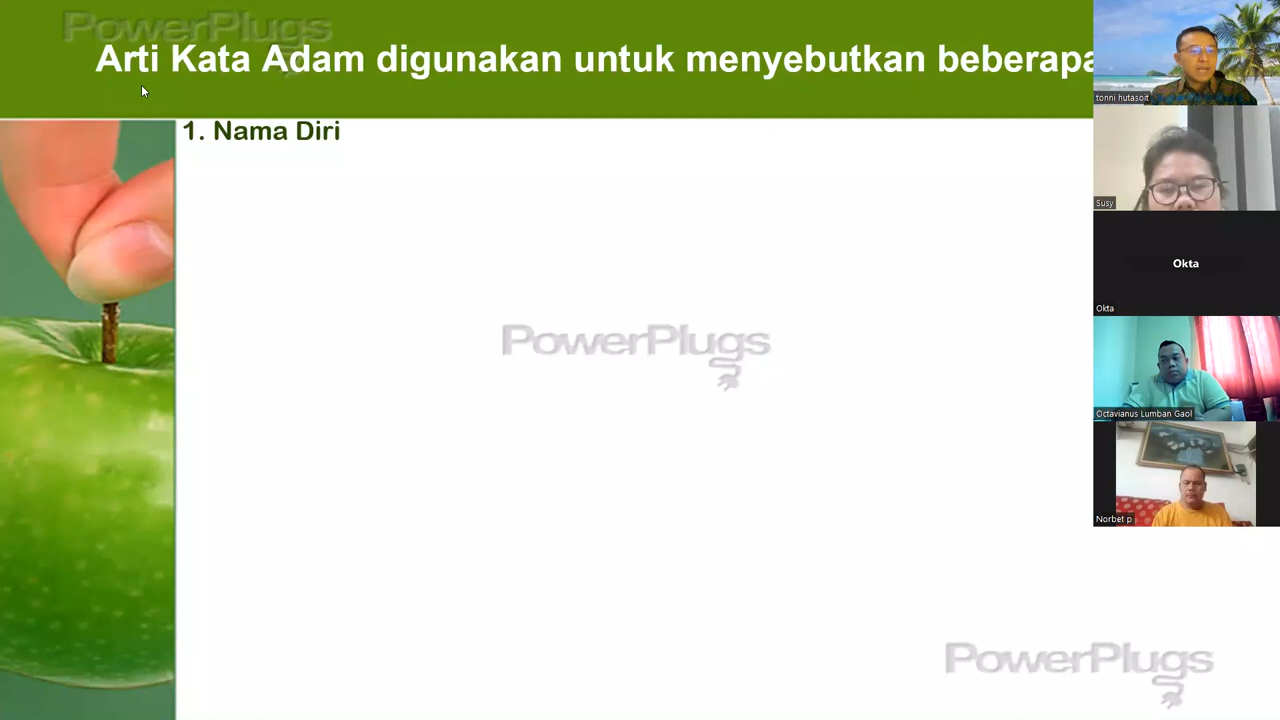 PowerPlugs
Arti Kata Adam digunakan untuk menyebutkan beberapa
1. Nama Diri
PowerPlugs
PowerPlugs
tonni hutasoit
Susy
Okta
Okta
Octavianus Lumban Gaol
Norbet p